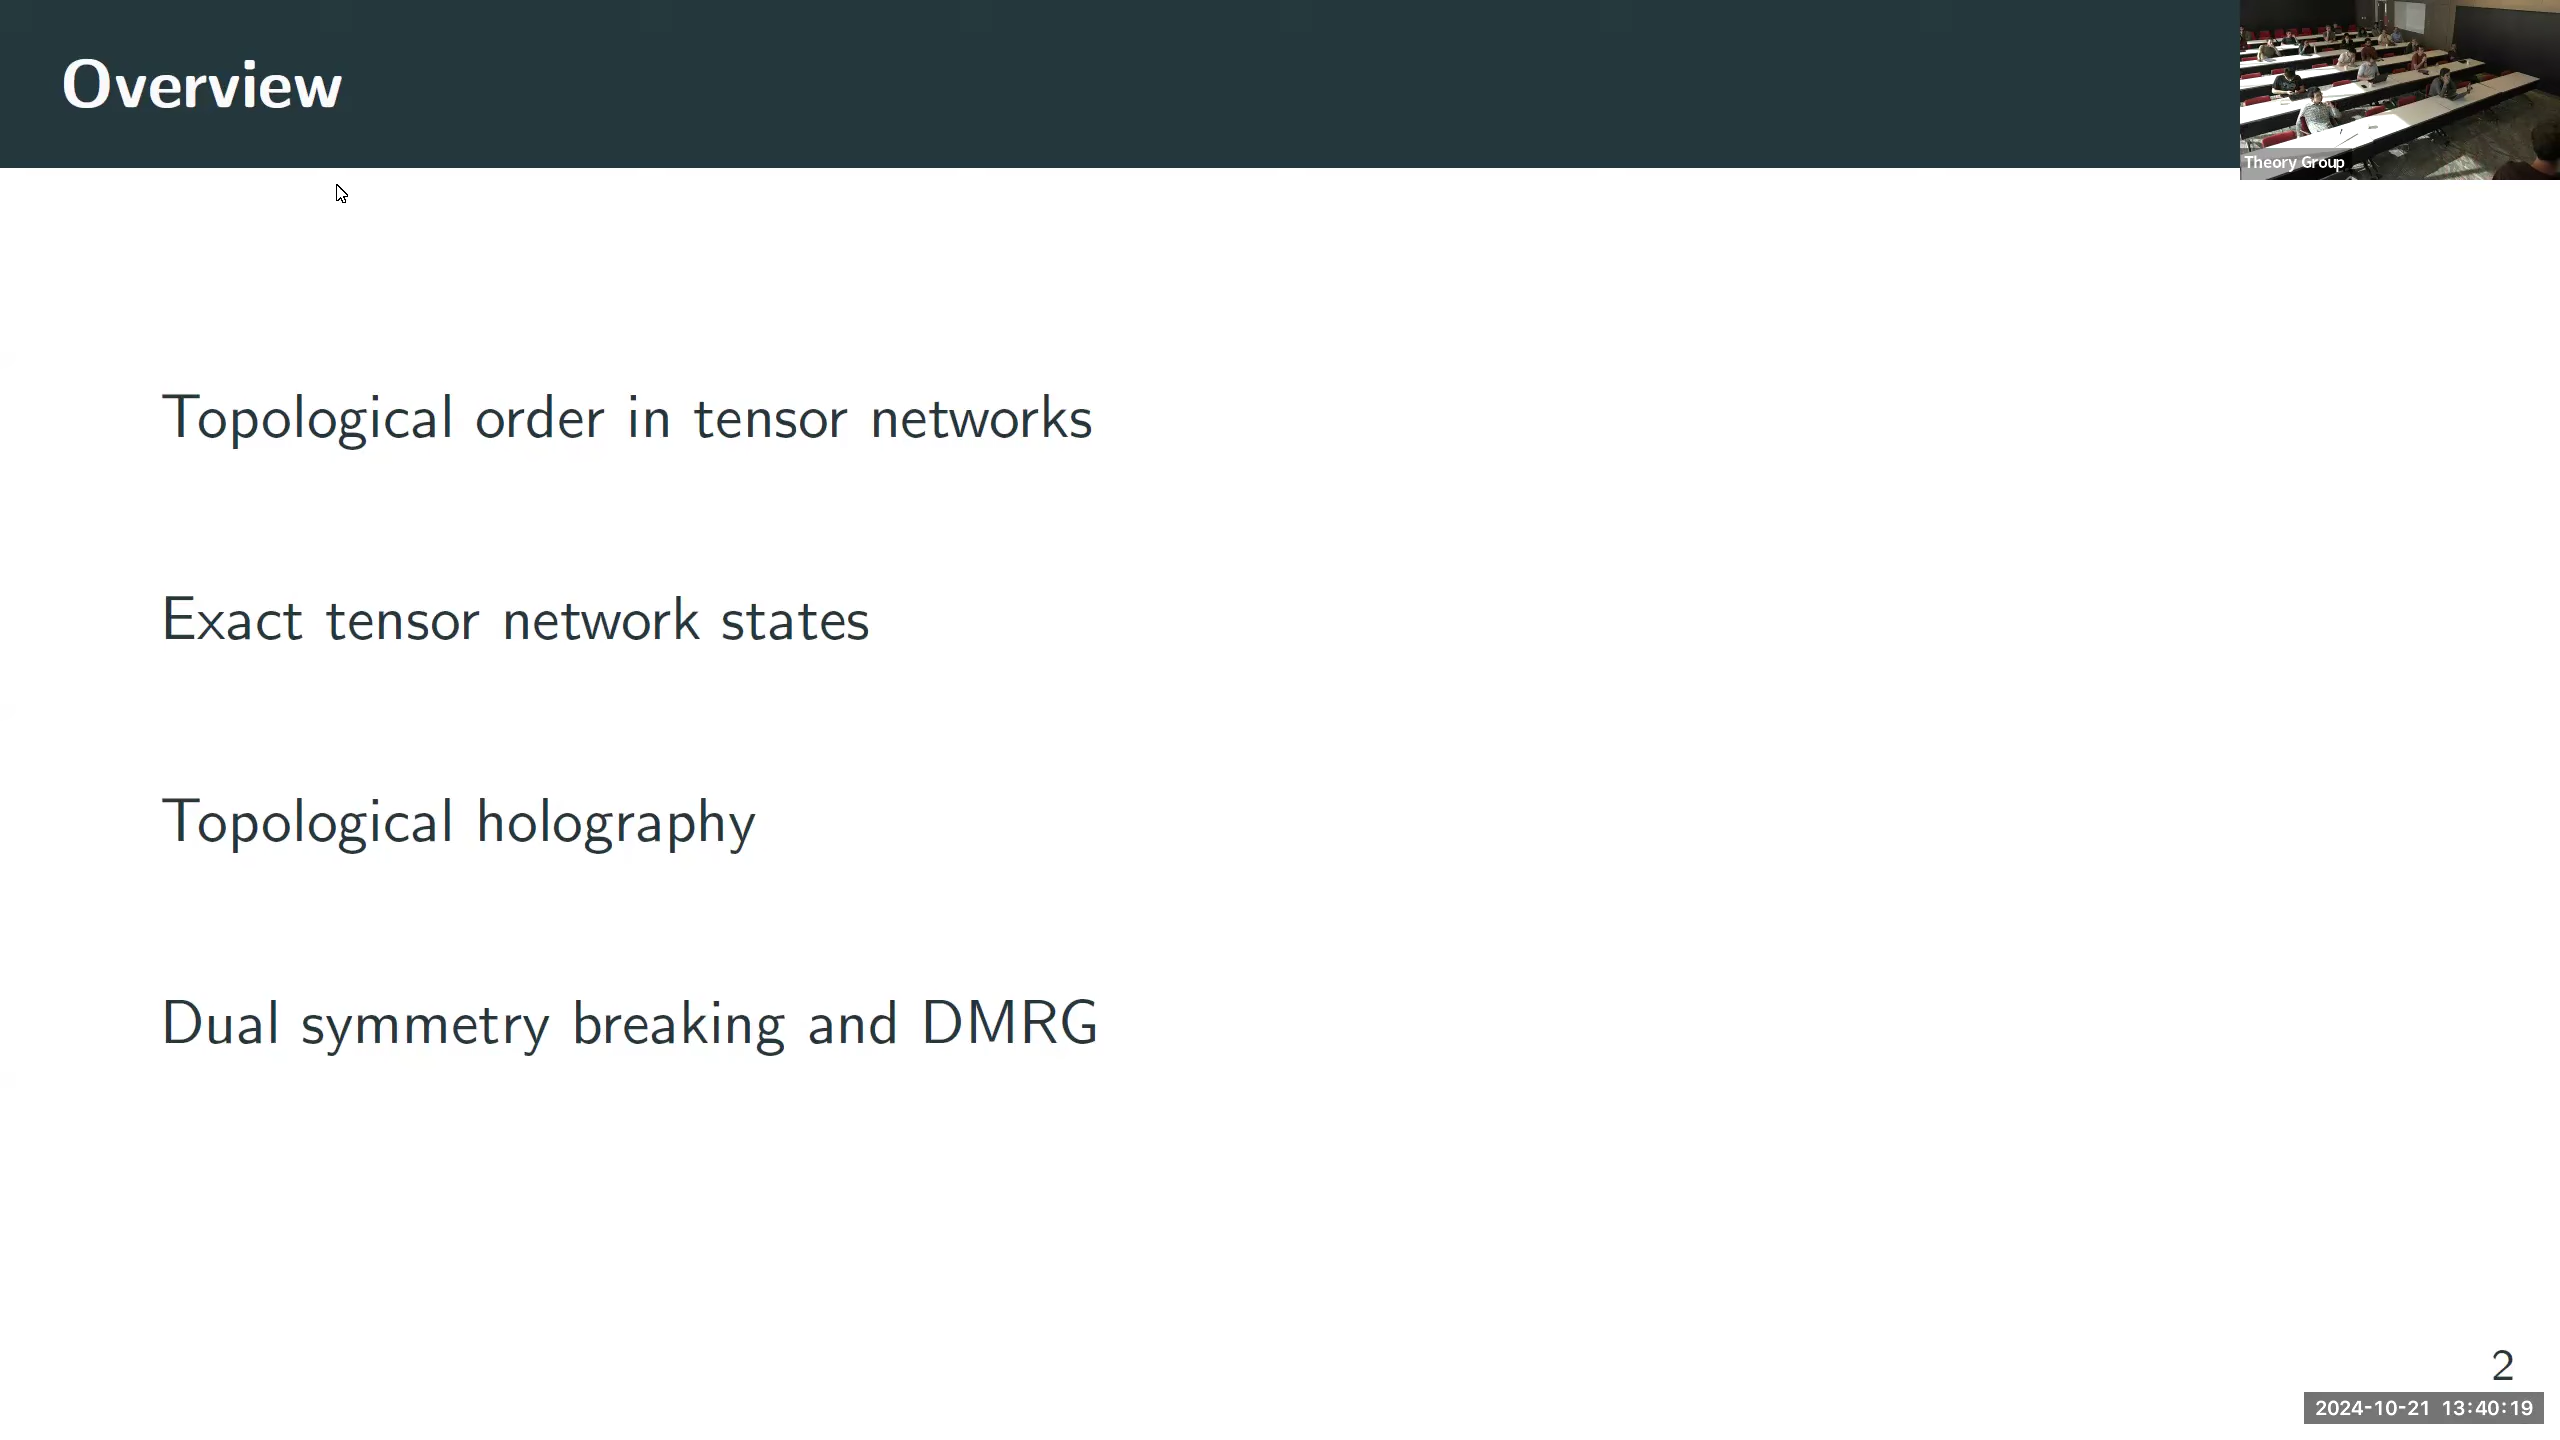 Overview
Theory Group
Topological order in tensor networks
Exact tensor network states
Topological holography
Dual symmetry breaking and DMRG
2
2024-10-21 13:40:19